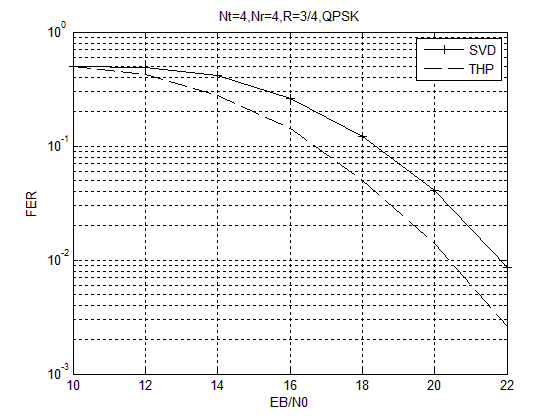 Nt=4,Nr=4,R=3/4,QPSK
SVD
THP
10^0
10^-1
10^-2
10^-3
FER
10 12 14 16 18 20 22
EB/N0